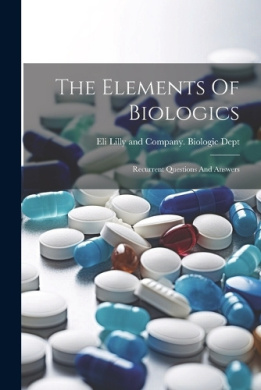 The Elements Of
Biologics
Eli Lilly and Company. Biologic Dept
Recurrent Questions And Answers